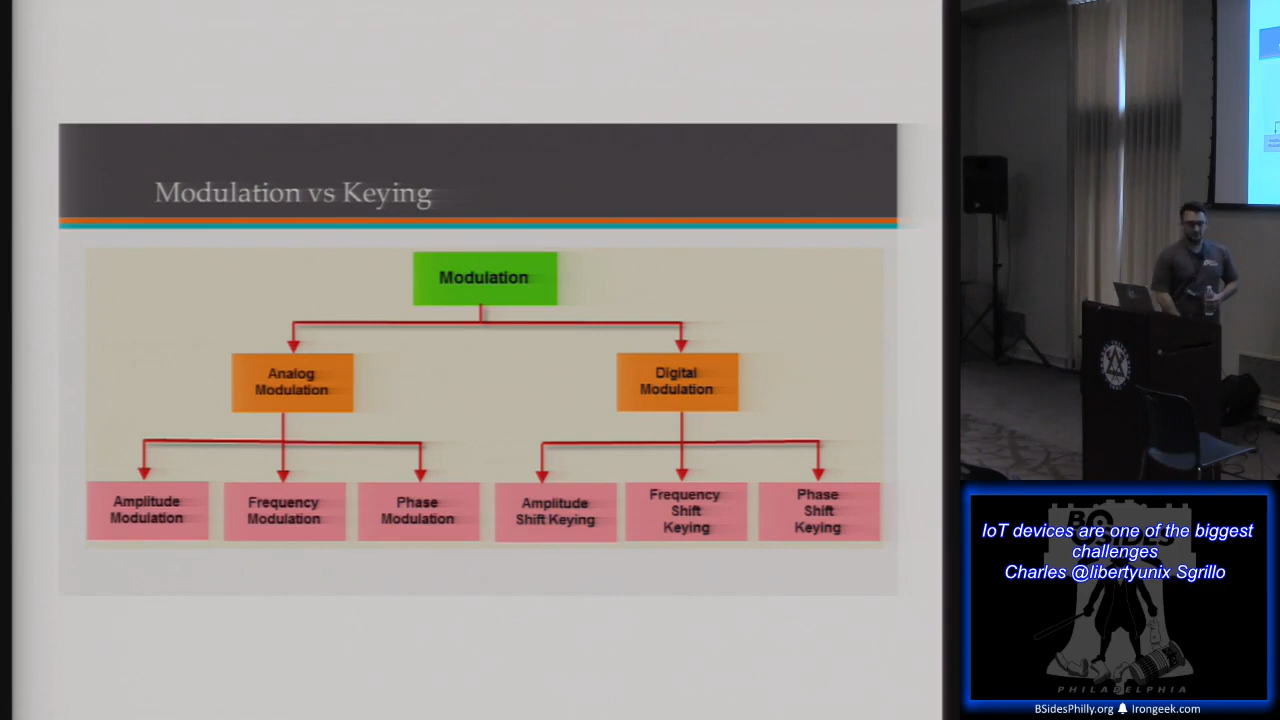 Modulation vs Keying
Modulation
Analog
Modulation
Digital
Modulation
Amplitude
Modulation
Frequency
Modulation
Phase
Modulation
Amplitude
Shift Keying
Frequency
Shift
Keying
Phase
Shift
Keying
IoT devices are one of the biggest
challenges
Charles @libertyunix Sgrillo
BSIDES
PHILADELPHIA
BSidesPhilly.org Irongeek.com